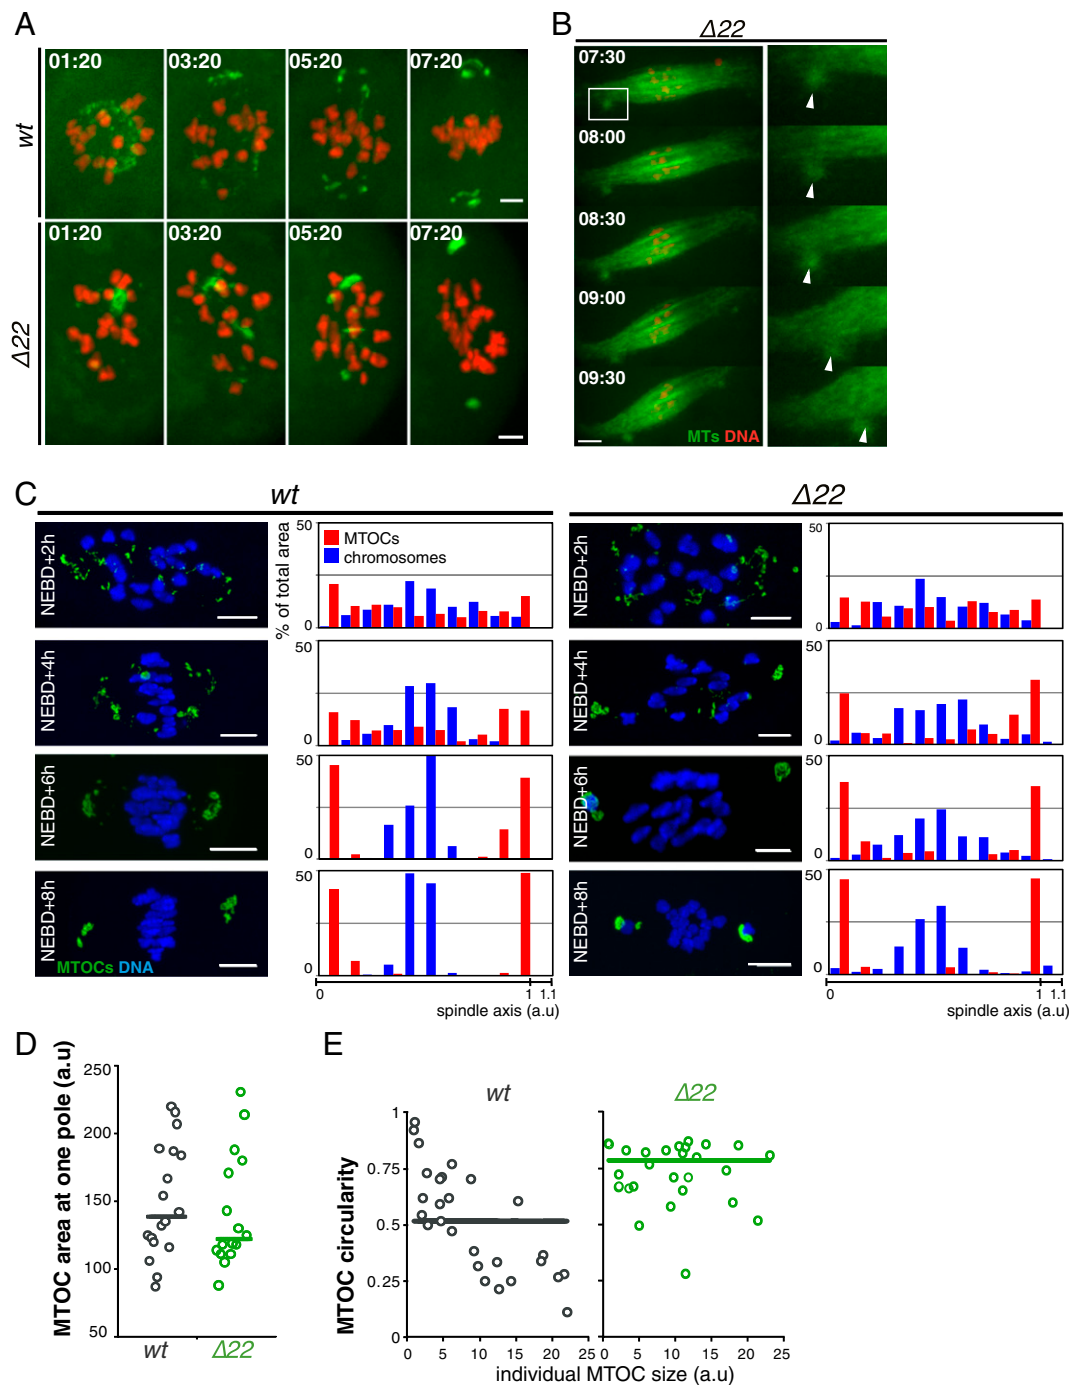 A
wt
01:20 03:20 05:20 07:20
Δ22
01:20 03:20 05:20 07:20
B
Δ22
07:30
08:00
08:30
09:00
09:30
MTs DNA
C
wt
Δ22
NEBD+2h
NEBD+4h
NEBD+6h
NEBD+8h
MTOCs DNA
% of total area
50
0
MTOCs
chromosomes
50
0
50
0
50
0
0 1 1.1
spindle axis (a.u)
NEBD+2h
NEBD+4h
NEBD+6h
NEBD+8h
50
0
50
0
50
0
50
0
0 1 1.1
spindle axis (a.u)
D
MTOC area at one pole (a.u)
250
200
150
100
50
wt Δ22
E
MTOC circularity
wt Δ22
1
0.75
0.5
0.25
0
0 5 10 15 20 25 0 5 10 15 20 25
individual MTOC size (a.u)